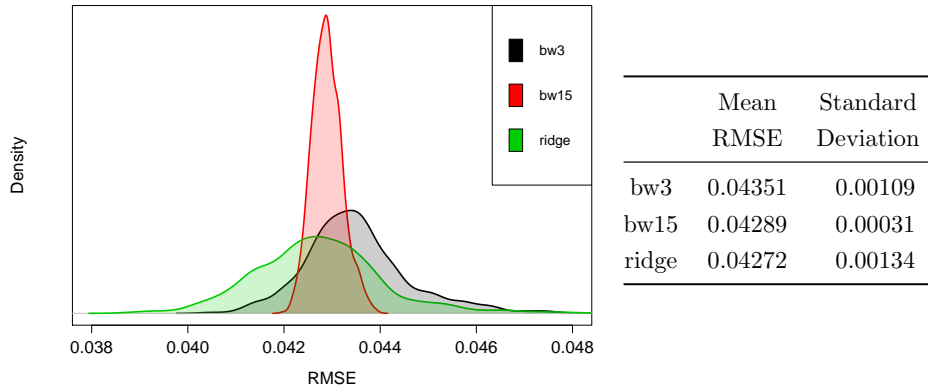 bw3
bw15
ridge
Density
0.038 0.040 0.042 0.044 0.046 0.048
RMSE
Mean Standard
RMSE Deviation
bw3 0.04351 0.00109
bw15 0.04289 0.00031
ridge 0.04272 0.00134